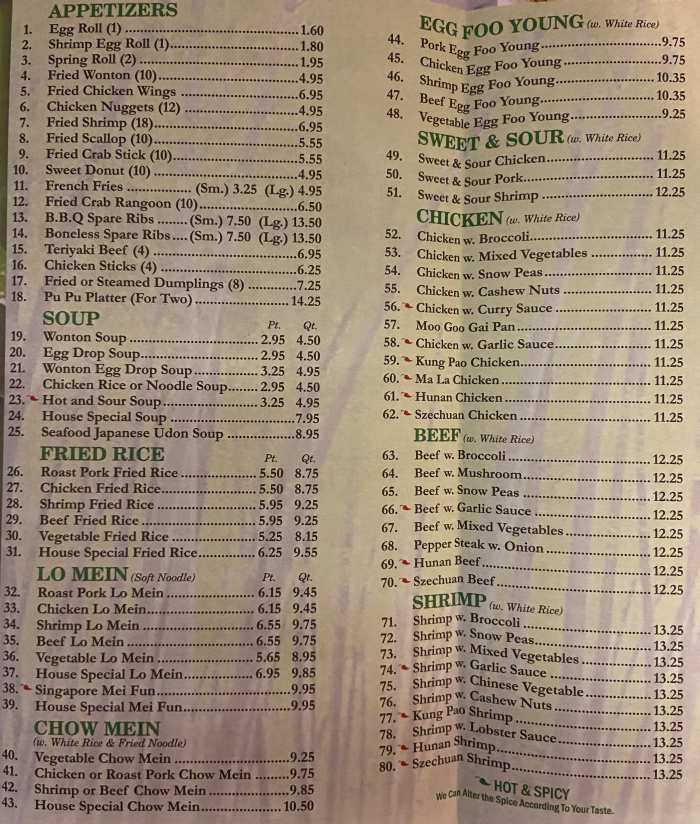 APPETIZERS
1. Egg Roll (1) 1.60
2. Shrimp Egg Roll (1) 1.80
3. Spring Roll (2) 1.95
4. Fried Wonton (10) 4.95
5. Fried Chicken Wings 6.95
6. Chicken Nuggets (12) 4.95
7. Fried Shrimp (18) 6.95
8. Fried Scallop (10) 5.55
9. Fried Crab Stick (10) 5.55
10. Sweet Donut (10) 4.95
11. French Fries (Sm.) 3.25 (Lg.) 4.95
12. Fried Crab Rangoon (10) 6.50
13. B.B.Q Spare Ribs (Sm.) 7.50 (Lg.) 13.50
14. Boneless Spare Ribs (Sm.) 7.50 (Lg.) 13.50
15. Teriyaki Beef (4) 6.95
16. Chicken Sticks (4) 6.25
17. Fried or Steamed Dumplings (8) 7.25
18. Pu Pu Platter (For Two) 14.25
SOUP Pt. Qt.
19. Wonton Soup 2.95 4.50
20. Egg Drop Soup 2.95 4.50
21. Wonton Egg Drop Soup 3.25 4.95
22. Chicken Rice or Noodle Soup 2.95 4.50
23. Hot and Sour Soup 3.25 4.95
24. House Special Soup 7.95
25. Seafood Japanese Udon Soup 8.95
FRIED RICE Pt. Qt.
26. Roast Pork Fried Rice 5.50 8.75
27. Chicken Fried Rice 5.50 8.75
28. Shrimp Fried Rice 5.95 9.25
29. Beef Fried Rice 5.95 9.25
30. Vegetable Fried Rice 5.25 8.15
31. House Special Fried Rice 6.25 9.55
LO MEIN (Soft Noodle) Pt. Qt.
32. Roast Pork Lo Mein 6.15 9.45
33. Chicken Lo Mein 6.15 9.45
34. Shrimp Lo Mein 6.55 9.75
35. Beef Lo Mein 6.55 9.75
36. Vegetable Lo Mein 5.65 8.95
37. House Special Lo Mein 6.95 9.85
38. Singapore Mei Fun 9.95
39. House Special Mei Fun 9.95
CHOW MEIN
(w. White Rice & Fried Noodle)
40. Vegetable Chow Mein 9.25
41. Chicken or Roast Pork Chow Mein 9.75
42. Shrimp or Beef Chow Mein 9.85
43. House Special Chow Mein 10.50
EGG FOO YOUNG (w. White Rice)
44. Pork Egg Foo Young 9.75
45. Chicken Egg Foo Young 9.75
46. Shrimp Egg Foo Young 10.35
47. Beef Egg Foo Young 10.35
48. Vegetable Egg Foo Young 9.25
SWEET & SOUR (w. White Rice)
49. Sweet & Sour Chicken 11.25
50. Sweet & Sour Pork 11.25
51. Sweet & Sour Shrimp 12.25
CHICKEN (w. White Rice)
52. Chicken w. Broccoli 11.25
53. Chicken w. Mixed Vegetables 11.25
54. Chicken w. Snow Peas 11.25
55. Chicken w. Cashew Nuts 11.25
56. Chicken w. Curry Sauce 11.25
57. Moo Goo Gai Pan 11.25
58. Chicken w. Garlic Sauce 11.25
59. Kung Pao Chicken 11.25
60. Ma La Chicken 11.25
61. Hunan Chicken 11.25
62. Szechuan Chicken 11.25
BEEF (w. White Rice)
63. Beef w. Broccoli 12.25
64. Beef w. Mushroom 12.25
65. Beef w. Snow Peas 12.25
66. Beef w. Garlic Sauce 12.25
67. Beef w. Mixed Vegetables 12.25
68. Pepper Steak w. Onion 12.25
69. Hunan Beef 12.25
70. Szechuan Beef 12.25
SHRIMP (w. White Rice)
71. Shrimp w. Broccoli 13.25
72. Shrimp w. Snow Peas 13.25
73. Shrimp w. Mixed Vegetables 13.25
74. Shrimp w. Garlic Sauce 13.25
75. Shrimp w. Chinese Vegetable 13.25
76. Shrimp w. Cashew Nuts 13.25
77. Kung Pao Shrimp 13.25
78. Shrimp w. Lobster Sauce 13.25
79. Hunan Shrimp 13.25
80. Szechuan Shrimp 13.25
HOT & SPICY
We Can Alter the Spice According To Your Taste.